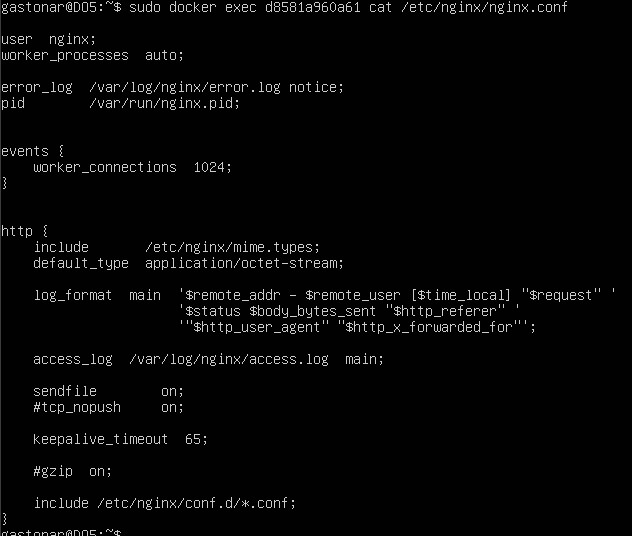 gastonar@DO5:~$ sudo docker exec d8581a960a61 cat /etc/nginx/nginx.conf
user  nginx;
worker_processes  auto;
error_log  /var/log/nginx/error.log notice;
pid        /var/run/nginx.pid;
events {
    worker_connections  1024;
}
http {
    include       /etc/nginx/mime.types;
    default_type  application/octet-stream;
    log_format  main  '$remote_addr - $remote_user [$time_local] "$request" '
                      '$status $body_bytes_sent "$http_referer" '
                      '"$http_user_agent" "$http_x_forwarded_for"';
    access_log  /var/log/nginx/access.log  main;
    sendfile        on;
    #tcp_nopush     on;
    keepalive_timeout  65;
    #gzip  on;
    include /etc/nginx/conf.d/*.conf;
}
gastonar@DO5:~$